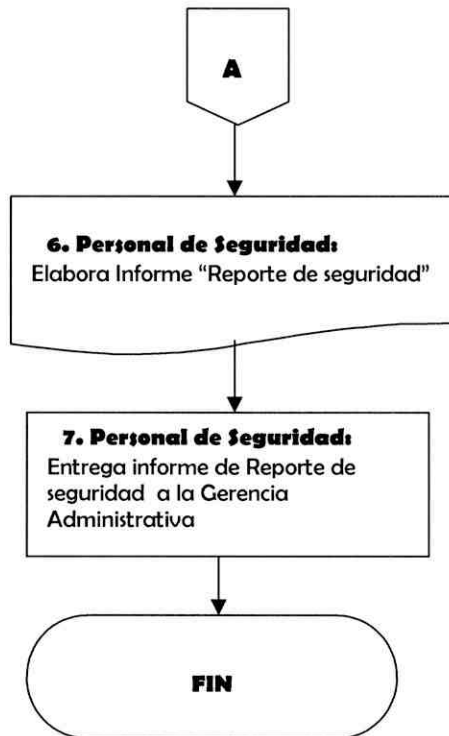 A
6. Personal de Seguridad:
Elabora Informe “Reporte de seguridad”
7. Personal de Seguridad:
Entrega informe de Reporte de
seguridad a la Gerencia
Administrativa
FIN